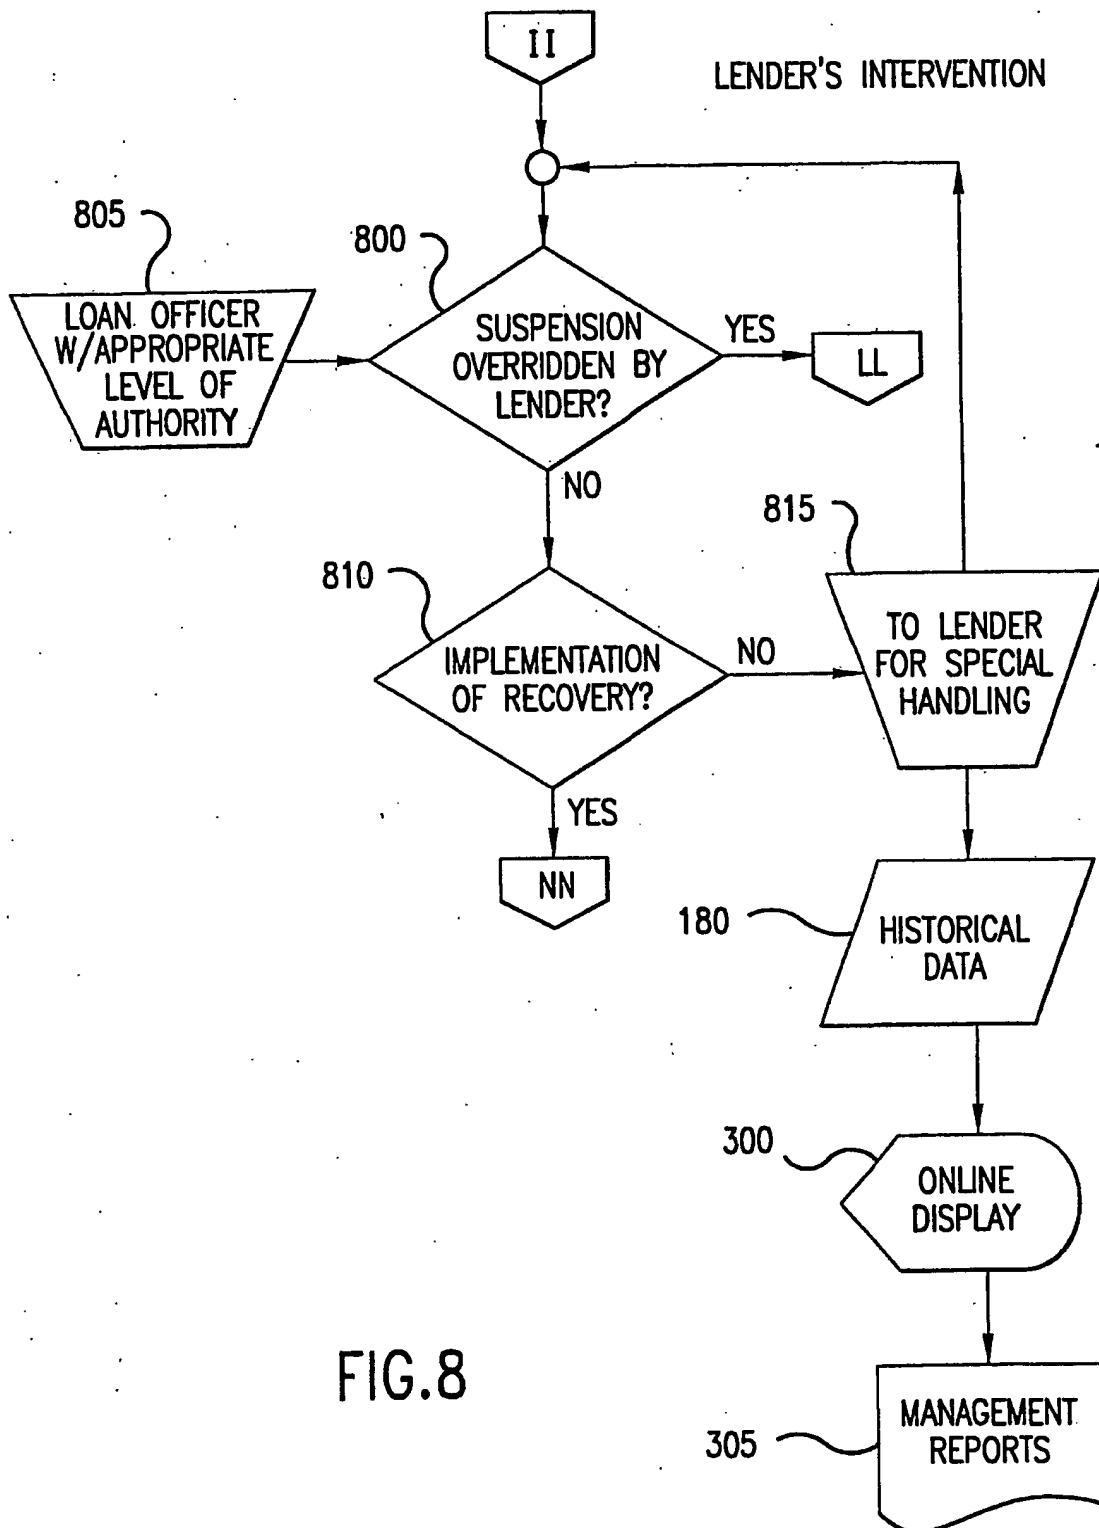 II
LENDER'S INTERVENTION
805
800
LOAN OFFICER
W/APPROPRIATE
LEVEL OF
AUTHORITY
SUSPENSION
OVERRIDDEN BY
LENDER?
YES
LL
NO
815
810
IMPLEMENTATION
OF RECOVERY?
NO
TO LENDER
FOR SPECIAL
HANDLING
YES
NN
180
HISTORICAL
DATA
300
ONLINE
DISPLAY
FIG.8
305
MANAGEMENT
REPORTS